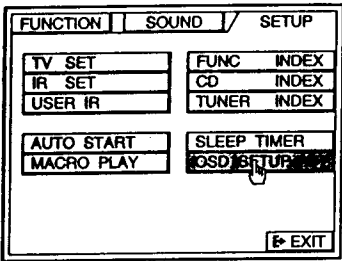 FUNCTION SOUND SETUP
TV SET FUNC INDEX
IR SET CD INDEX
USER IR TUNER INDEX
AUTO START SLEEP TIMER
MACRO PLAY OSD SETUP
EXIT